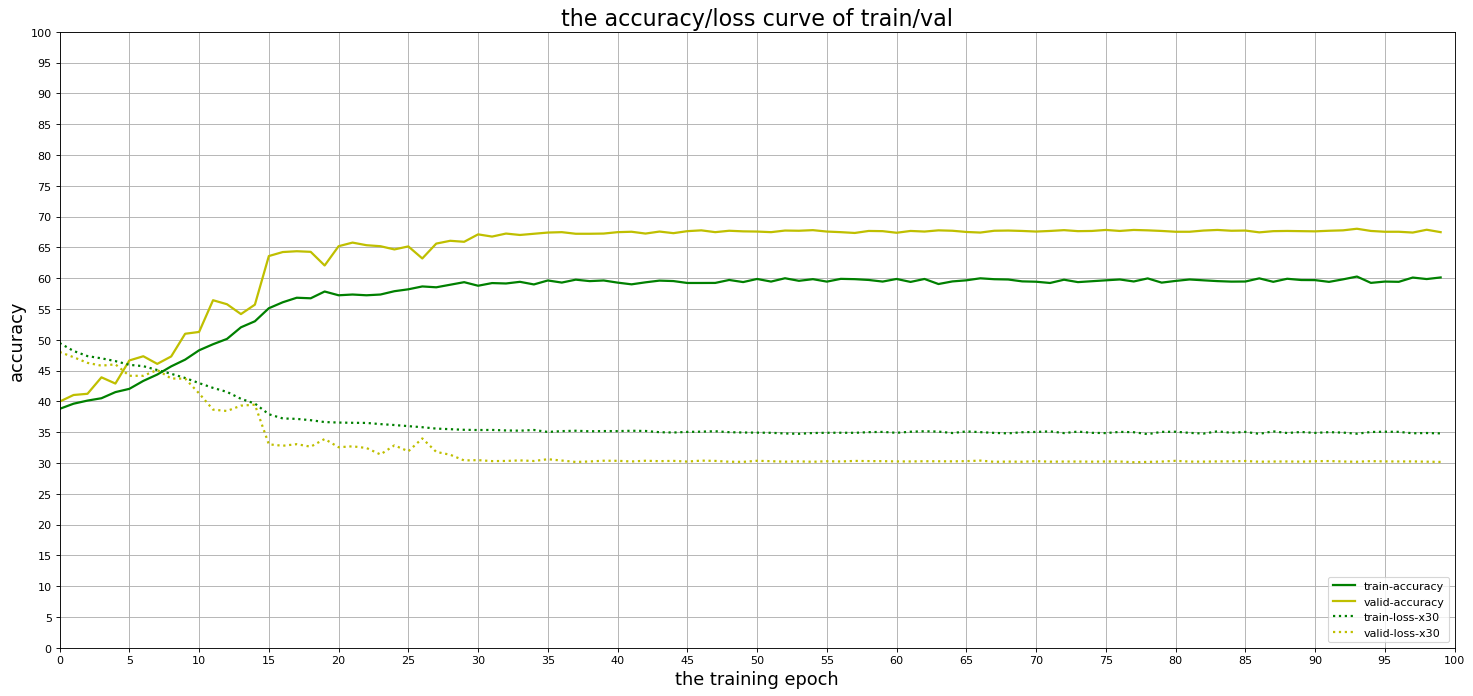 the accuracy/loss curve of train/val
100
95
90
85
80
75
70
65
60
55
50
45
40
35
30
25
20
15
10
5
0
accuracy
train-accuracy
valid-accuracy
train-loss-x30
valid-loss-x30
0 5 10 15 20 25 30 35 40 45 50 55 60 65 70 75 80 85 90 95 100
the training epoch